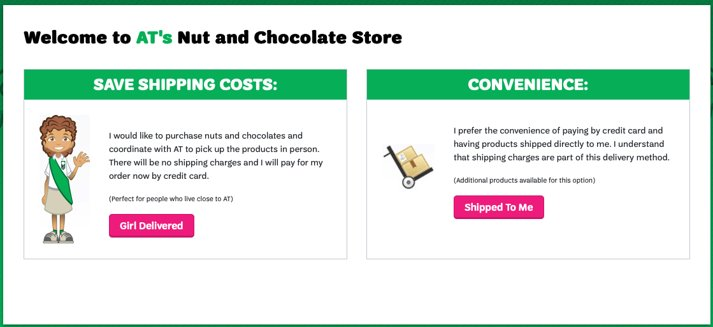 Welcome to AT's Nut and Chocolate Store
SAVE SHIPPING COSTS:
I would like to purchase nuts and chocolates and
coordinate with AT to pick up the products in person.
There will be no shipping charges and I will pay for my
order now by credit card.
(Perfect for people who live close to AT)
Girl Delivered
CONVENIENCE:
I prefer the convenience of paying by credit card and
having products shipped directly to me. I understand
that shipping charges are part of this delivery method.
(Additional products available for this option)
Shipped To Me